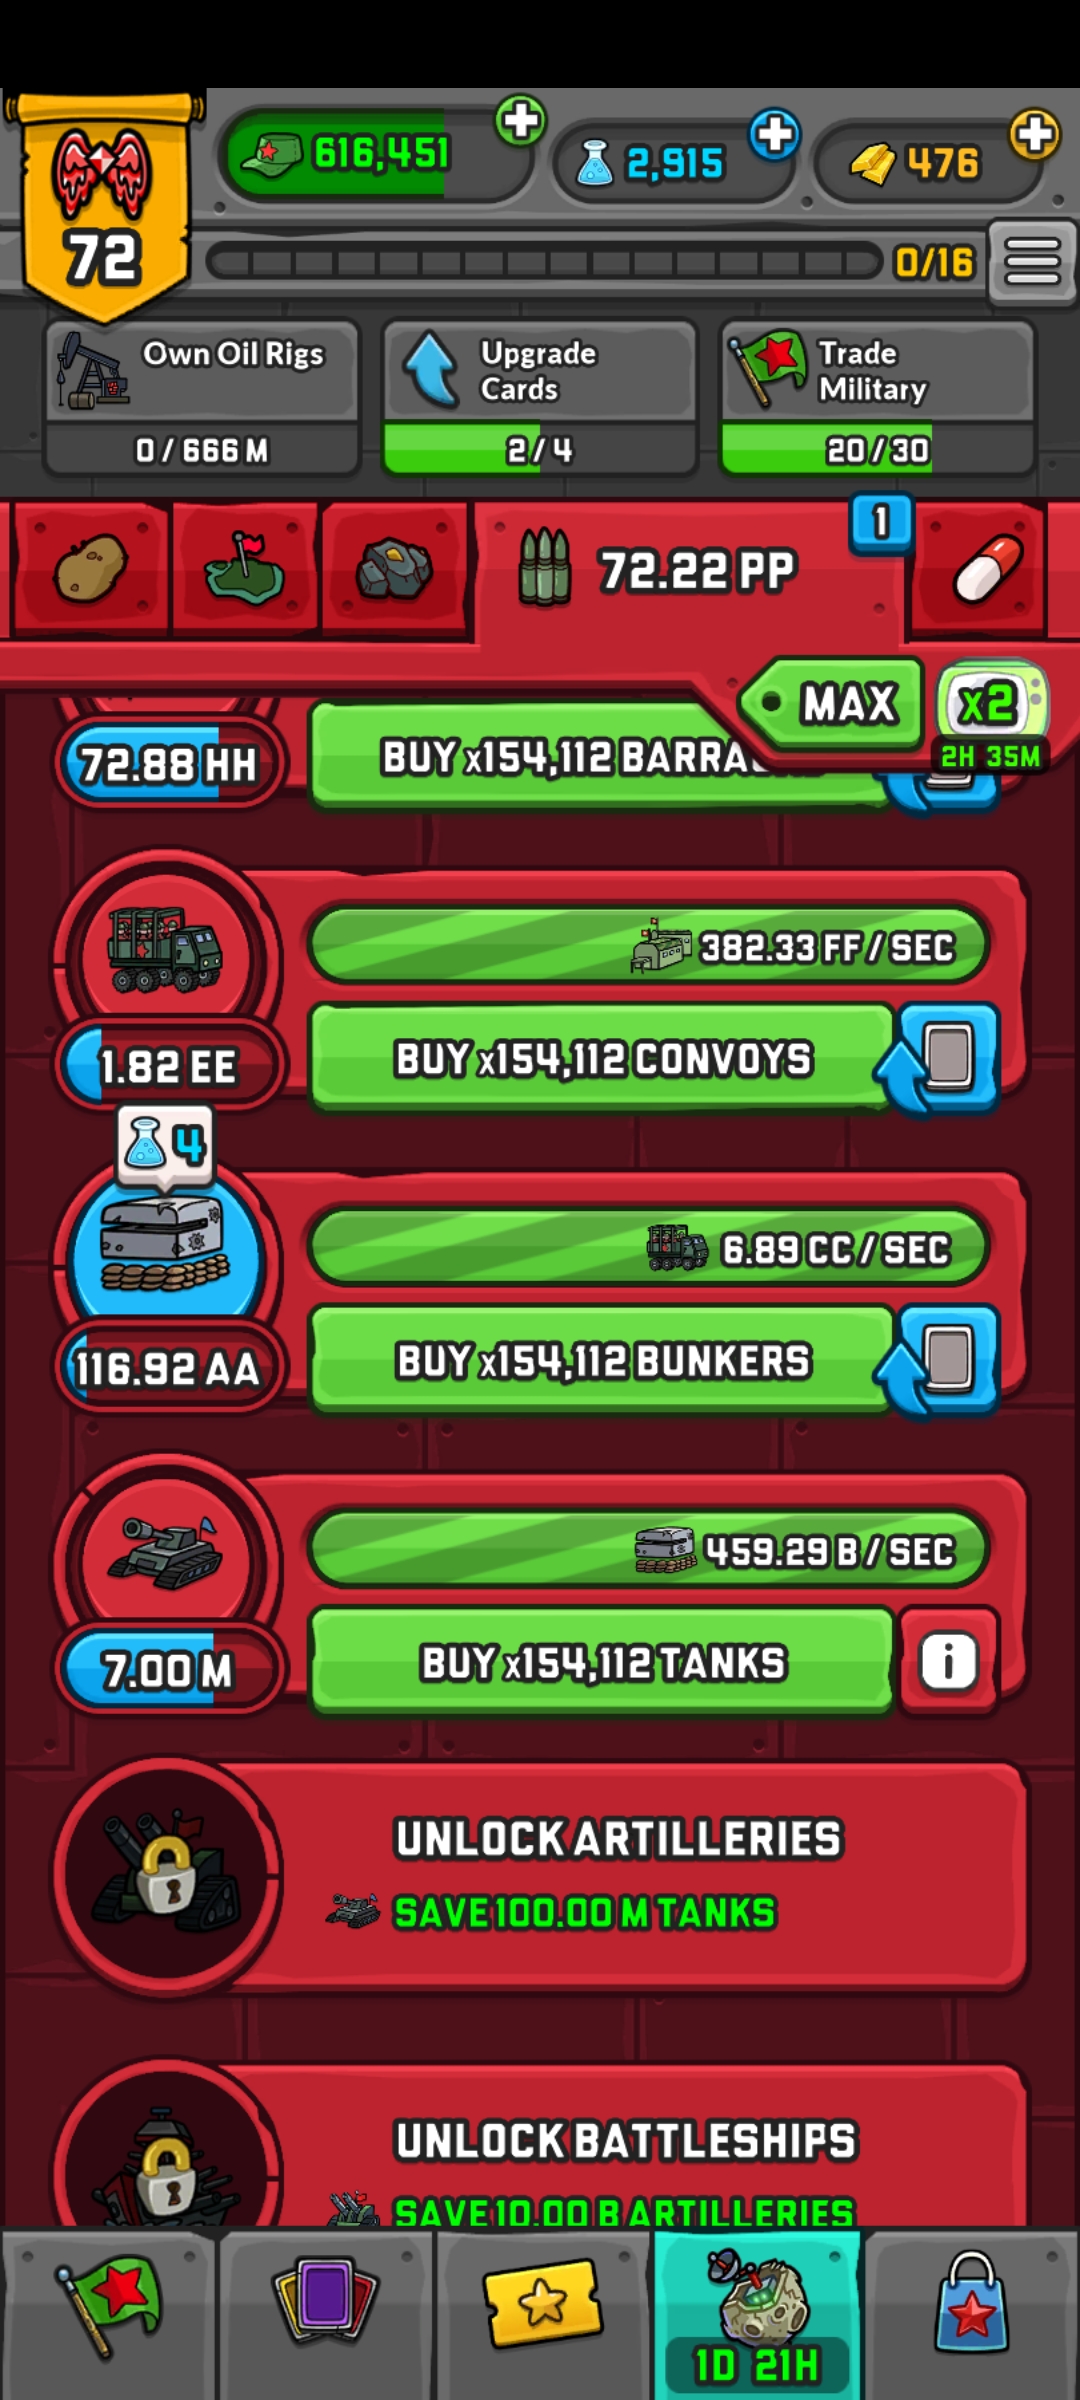 616,451
2,915
476
72
0/16
Own Oil Rigs
0 / 666 M
Upgrade
Cards
2 / 4
Trade
Military
20 / 30
72.22 PP
1
MAX
x2
2H 35M
72.88 HH
BUY x154,112
382.33 FF / SEC
1.82 EE
BUY x154,112 CONVOYS
4
6.89 CC / SEC
116.92 AA
BUY x154,112 BUNKERS
459.29 B / SEC
7.00 M
BUY x154,112 TANKS
i
UNLOCK ARTILLERIES
SAVE 100.00 M TANKS
UNLOCK BATTLESHIPS
SAVE 10.00 B ARTILLERIES
1D 21H